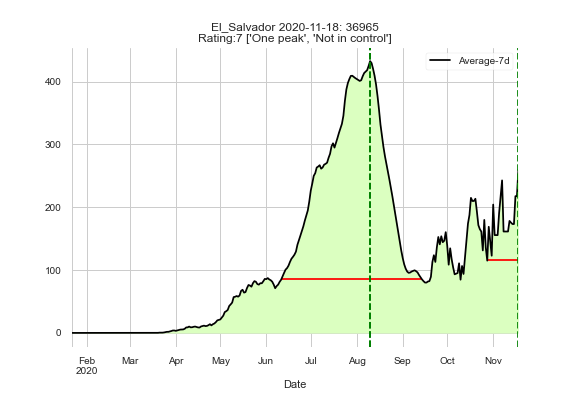 El_Salvador 2020-11-18: 36965
Rating:7 ['One peak', 'Not in control']
Average-7d
400
300
200
100
0
Feb Mar Apr May Jun Jul Aug Sep Oct Nov
2020
Date